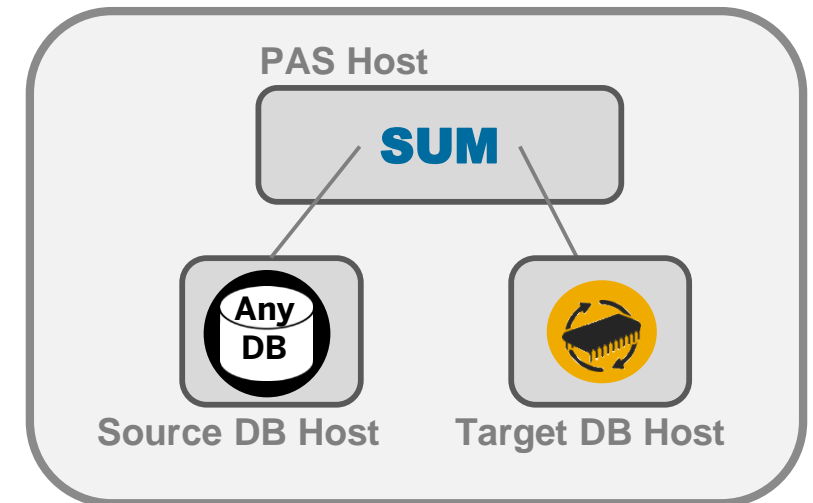 PAS Host
SUM
Any
DB
Source DB Host
Target DB Host